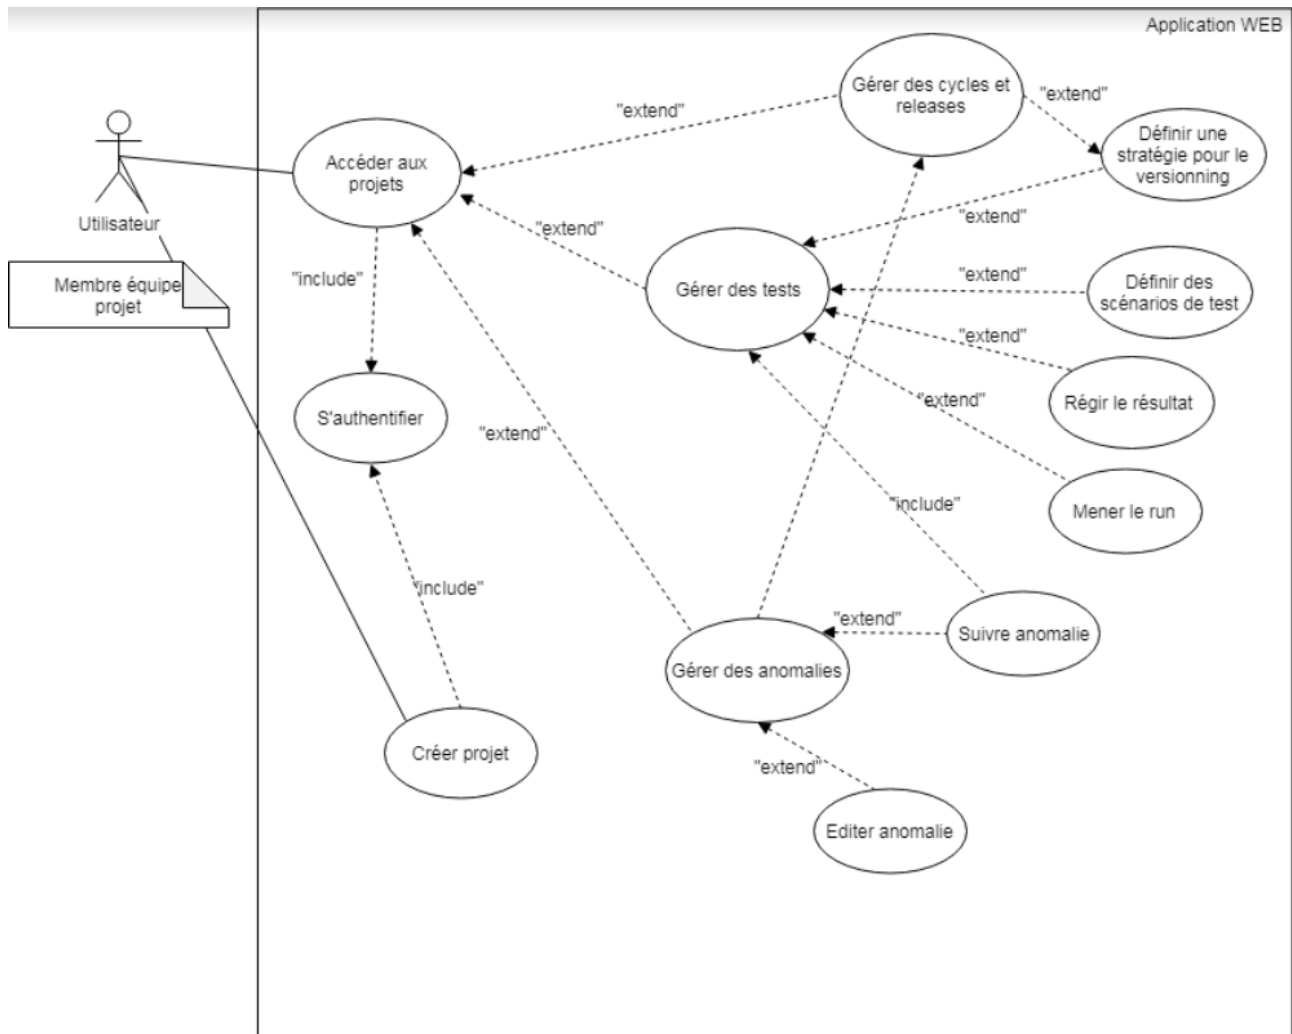 Application WEB
Gérer des cycles et
releases
"extend"
"extend"
Définir une
stratégie pour le
versionning
Accéder aux
projets
Utilisateur
"extend"
"extend"
"include"
Membre équipe
projet
Gérer des tests
"extend"
Définir des
scénarios de test
"extend"
Régir le résultat
"extend"
S'authentifier
"extend"
Mener le run
"include"
"include"
"extend"
Suivre anomalie
Gérer des anomalies
Créer projet
"extend"
Editer anomalie